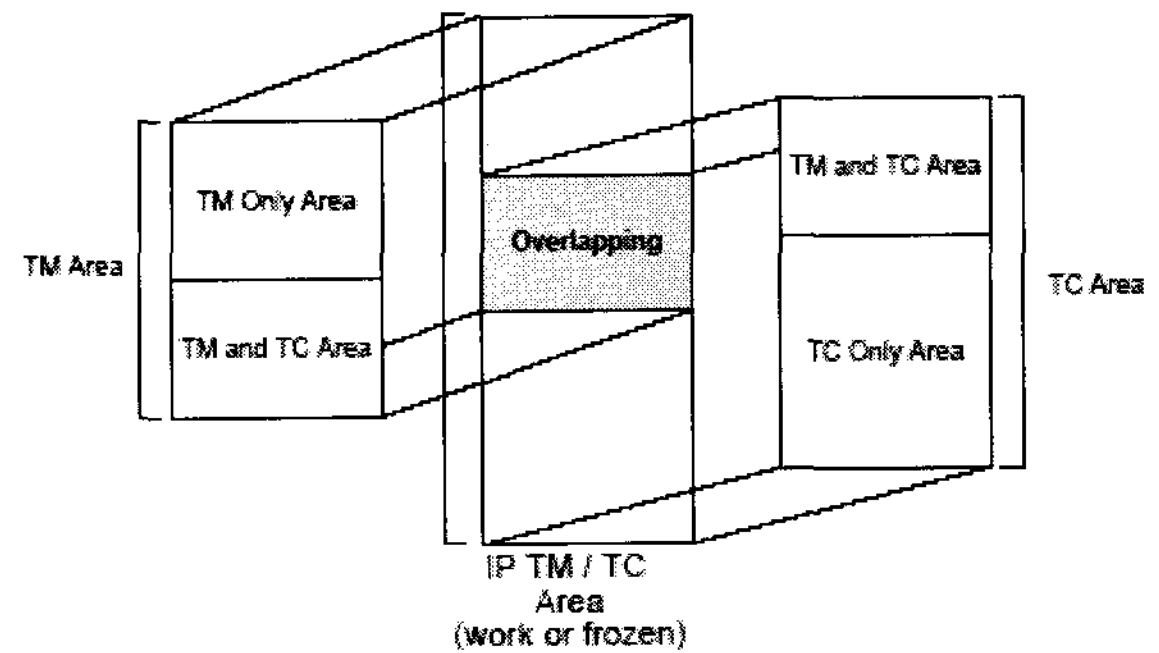 TM Only Area
TM Area
TM and TC Area
Overlapping
TM and TC Area
TC Area
TC Only Area
IP TM / TC
Area
(work or frozen)